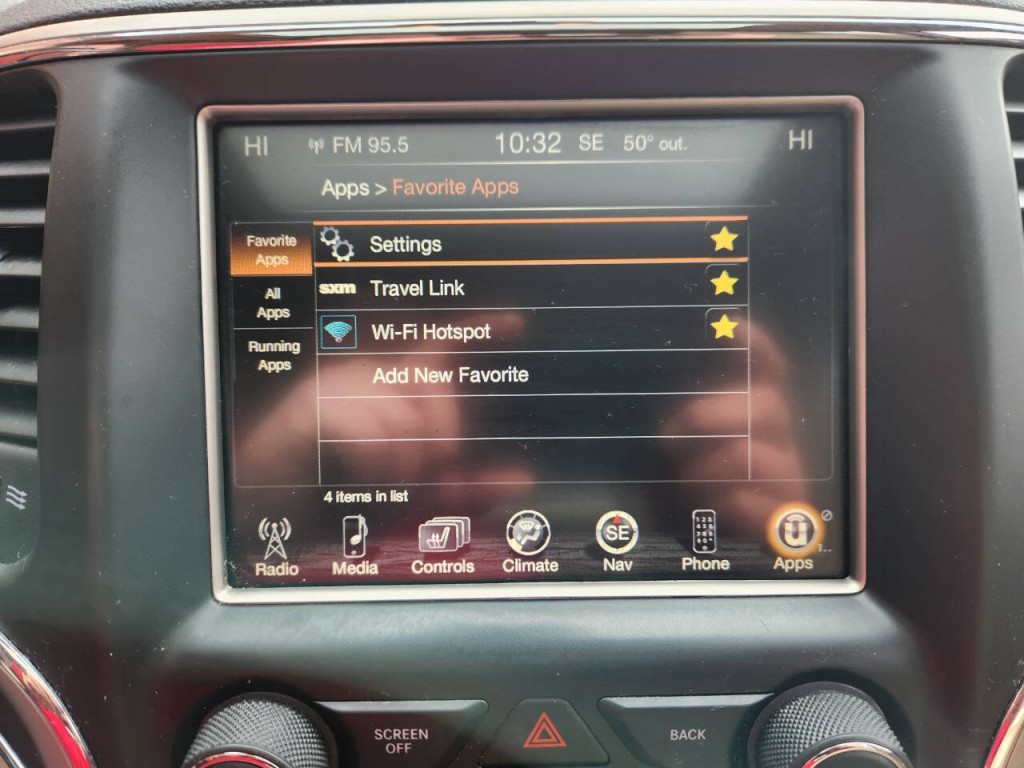 HI FM 95.5 10:32 SE 50° out. HI
Apps > Favorite Apps
Favorite
Apps
All
Apps
Running
Apps
Settings
sxm Travel Link
Wi-Fi Hotspot
Add New Favorite
4 items in list
SE
Radio Media Controls Climate Nav Phone Apps
SCREEN
OFF
BACK